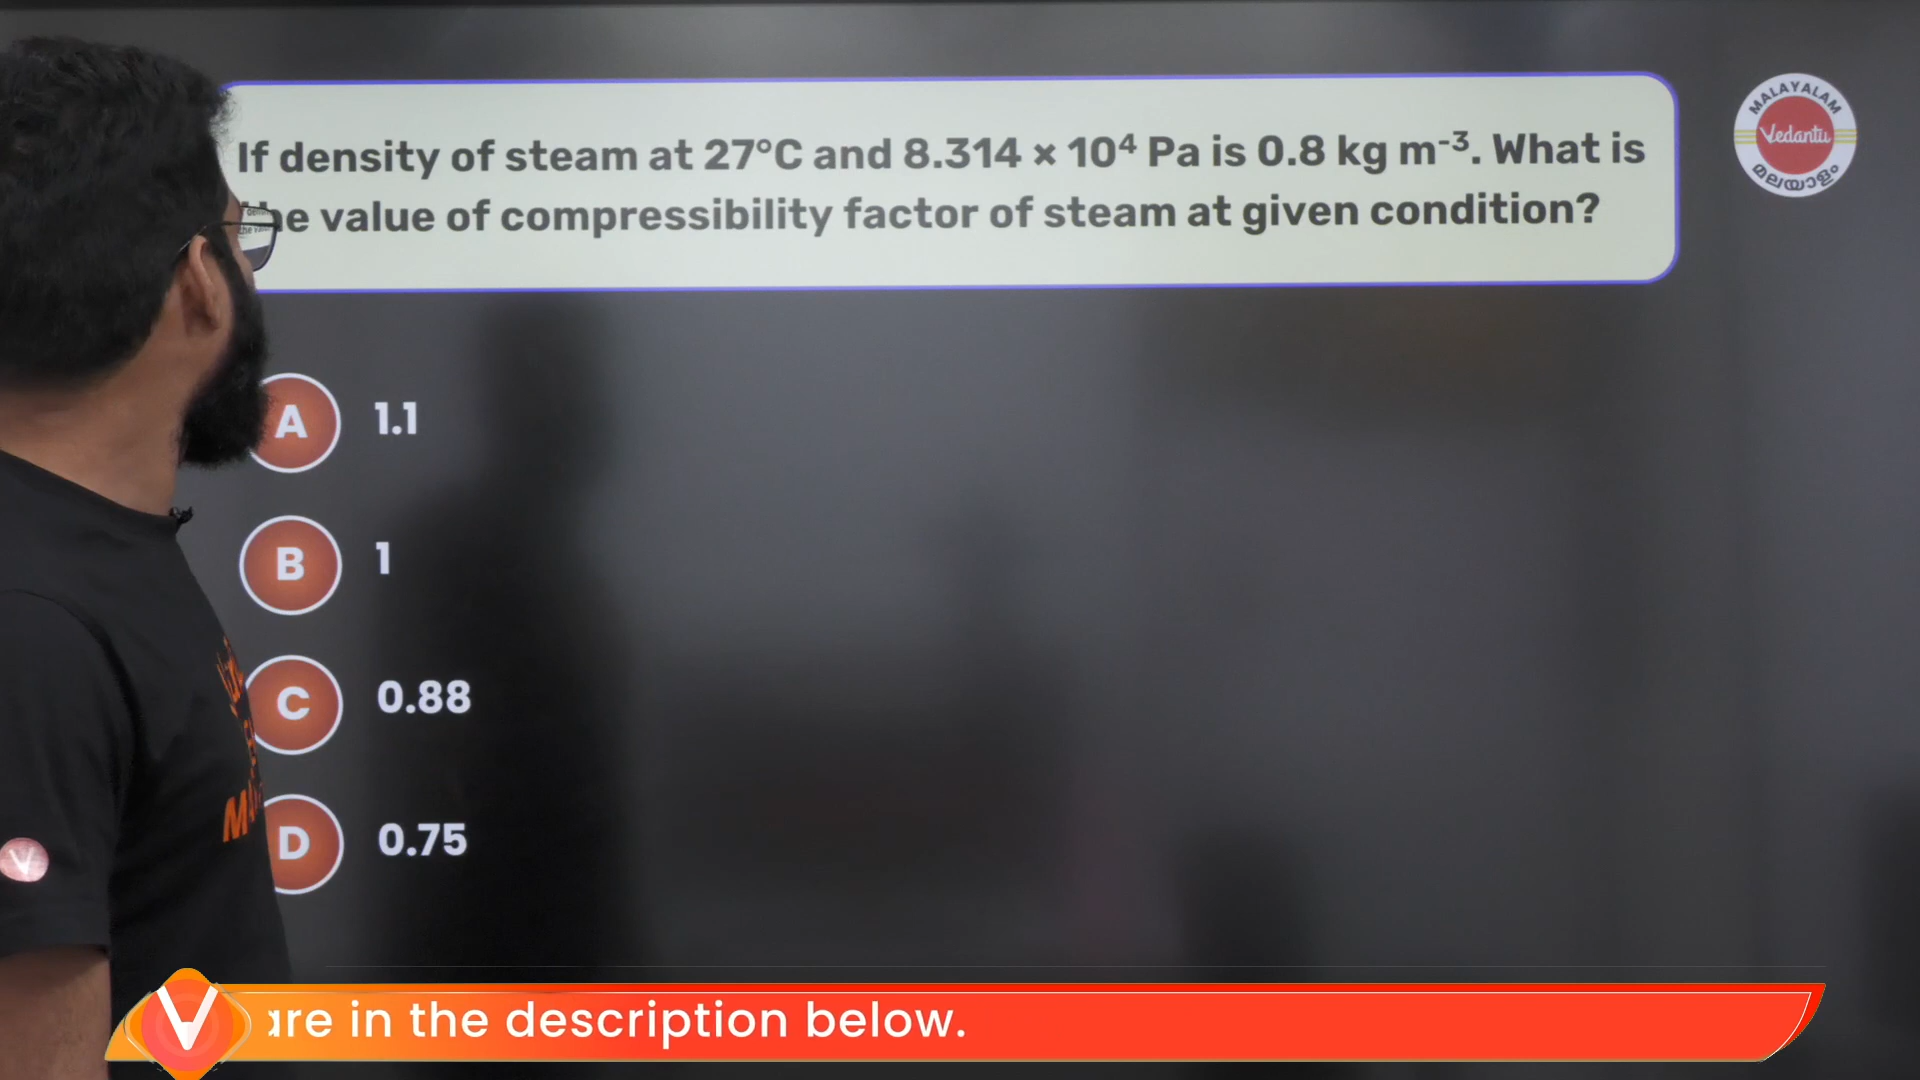 If density of steam at 27°C and 8.314 × 10⁴ Pa is 0.8 kg m⁻³. What is
the value of compressibility factor of steam at given condition?
MALAYALAM
Vedantu
മലയാളം
A 1.1
B 1
C 0.88
D 0.75
V
are in the description below.